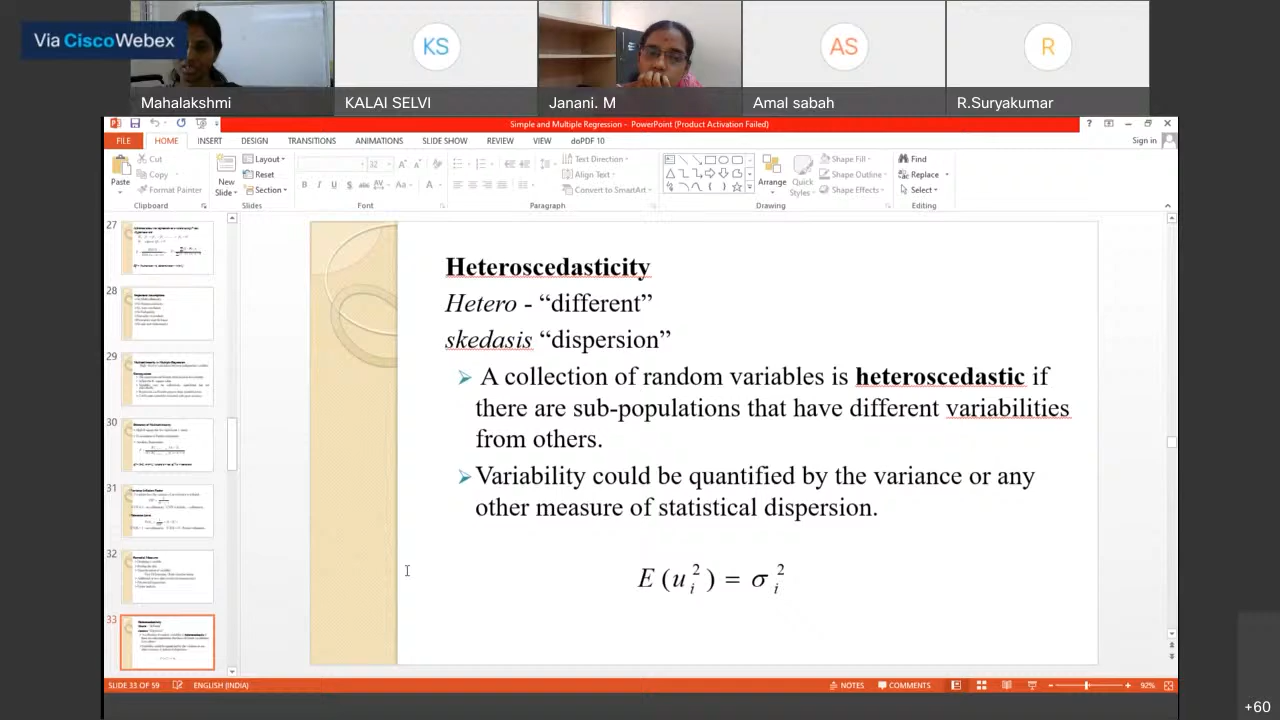 Via CiscoWebex
KS
AS
R
Mahalakshmi
KALAI SELVI
Janani. M
Amal sabah
R.Suryakumar
Simple and Multiple Regression - PowerPoint (Product Activation Failed)
FILE HOME INSERT DESIGN TRANSITIONS ANIMATIONS SLIDE SHOW REVIEW VIEW doPDF 10
Sign in
Paste
Cut
Copy
Format Painter
Clipboard
New Slide
Layout
Reset
Section
Slides
32
Font
Text Direction
Align Text
Convert to SmartArt
Paragraph
Arrange
Quick Styles
Shape Fill
Shape Outline
Shape Effects
Drawing
Find
Replace
Select
Editing
27
28
29
30
31
32
33
Heteroscedasticity
Hetero - “different”
skedasis “dispersion”
A collection of random variables is
there are sub-populations that have different variabilities
from others.
Variability could be quantified by the variance or any
other measure of statistical dispersion.
E (u_i^2) = σ_i^2
SLIDE 33 OF 59 ENGLISH (INDIA) NOTES COMMENTS 92%
+60